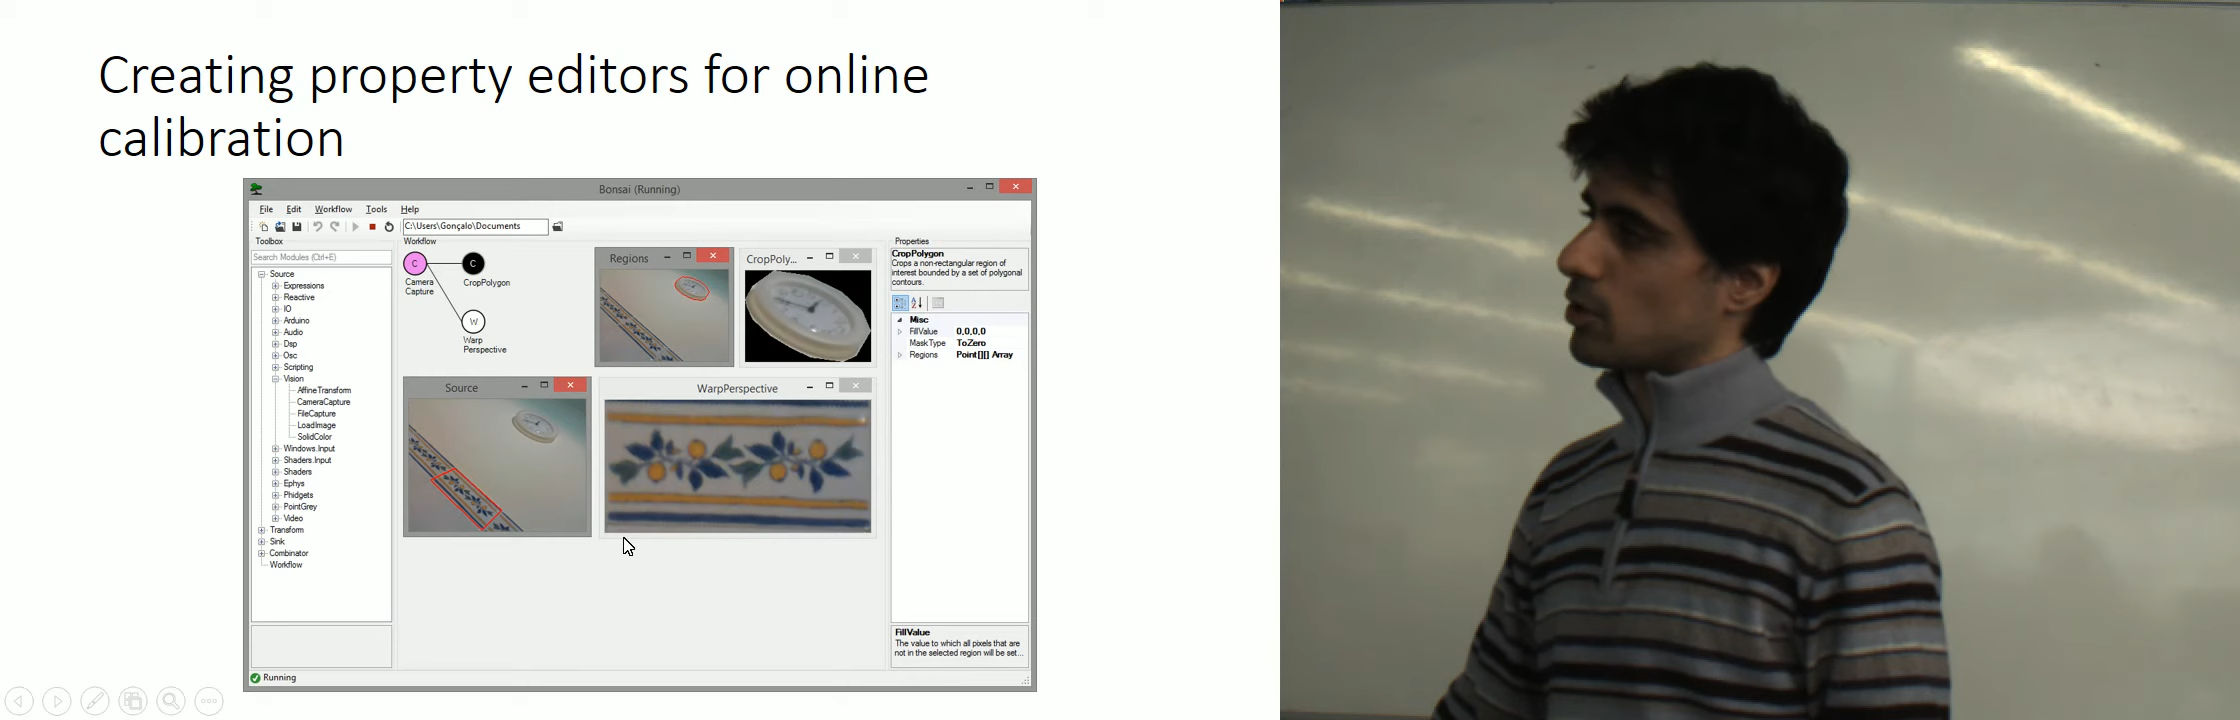 Creating property editors for online
calibration
Bonsai (Running)
File Edit Workflow Tools Help
C:\Users\Gonçalo\Documents
Toolbox
Search Modules (Ctrl+E)
Source
Expressions
Reactive
IO
Arduino
Audio
Dsp
Osc
Scripting
Vision
AffineTransform
CameraCapture
FileCapture
LoadImage
SolidColor
Windows.Input
Shaders.Input
Shaders
Ephys
Phidgets
PointGrey
Video
Transform
Sink
Combinator
Workflow
Workflow
C
Camera
Capture
C
CropPolygon
W
Warp
Perspective
Regions
CropPoly...
Source
WarpPerspective
Properties
CropPolygon
Crops a non-rectangular region of
interest bounded by a set of polygonal
contours.
Misc
FillValue 0,0,0,0
MaskType ToZero
Regions Point[][] Array
FillValue
The value to which all pixels that are
not in the selected region will be set...
Running